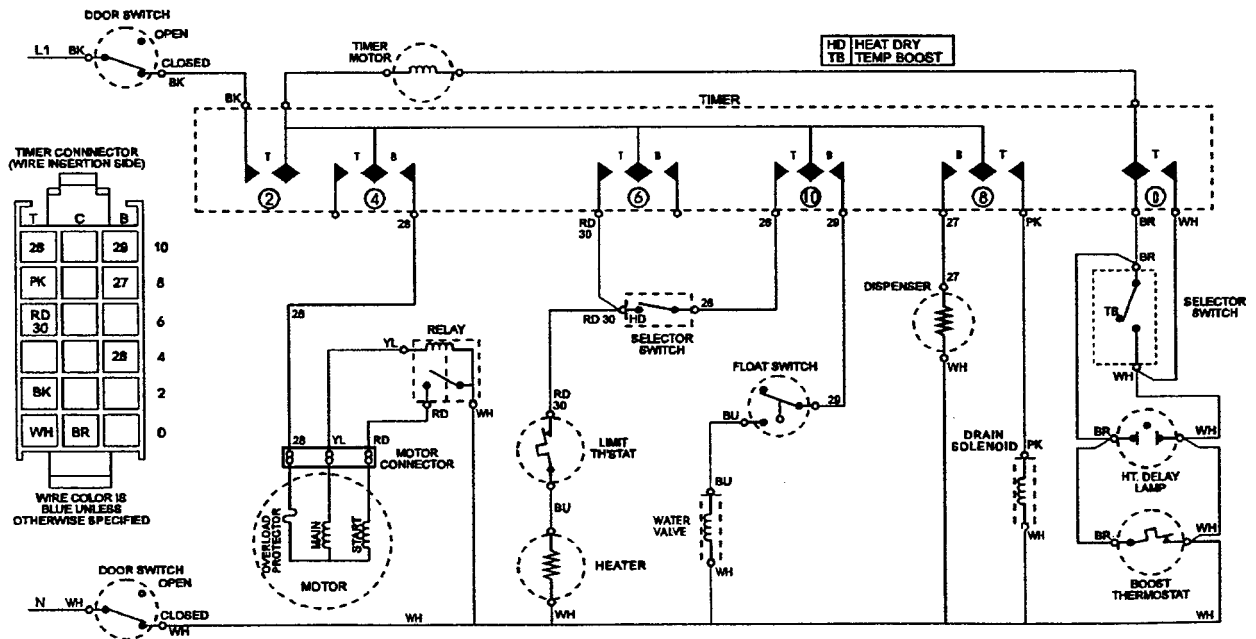 DOOR SWITCH
OPEN
L1 BK
CLOSED
BK
TIMER
MOTOR
HD HEAT DRY
TB TEMP BOOST
BK
TIMER
TIMER CONNNECTOR
(WIRE INSERTION SIDE)
T C B
28 29 10
PK 27 8
RD
30 6
28 4
BK 2
WH BR 0
WIRE COLOR IS
BLUE UNLESS
OTHERWISE SPECIFIED
T T B T B T B B T T
2 4 6 10 8 0
28 RD
30 28 29 27 PK BR WH
28
YL
RELAY
RD
WH
28 YL RD
MOTOR
CONNECTOR
OVERLOAD
PROTECTOR
MAIN
START
MOTOR
RD 30 HD 28
SELECTOR
SWITCH
RD
30
LIMIT
TH'STAT
BU
HEATER
WH
FLOAT SWITCH
BU 29
BU
WATER
VALVE
WH
DISPENSER
27
WH
DRAIN
SOLENOID
PK
WH
BR
TB
SELECTOR
SWITCH
WH
BR WH
HT. DELAY
LAMP
BR WH
BOOST
THERMOSTAT
DOOR SWITCH
OPEN
N WH
CLOSED
WH
WH
WH